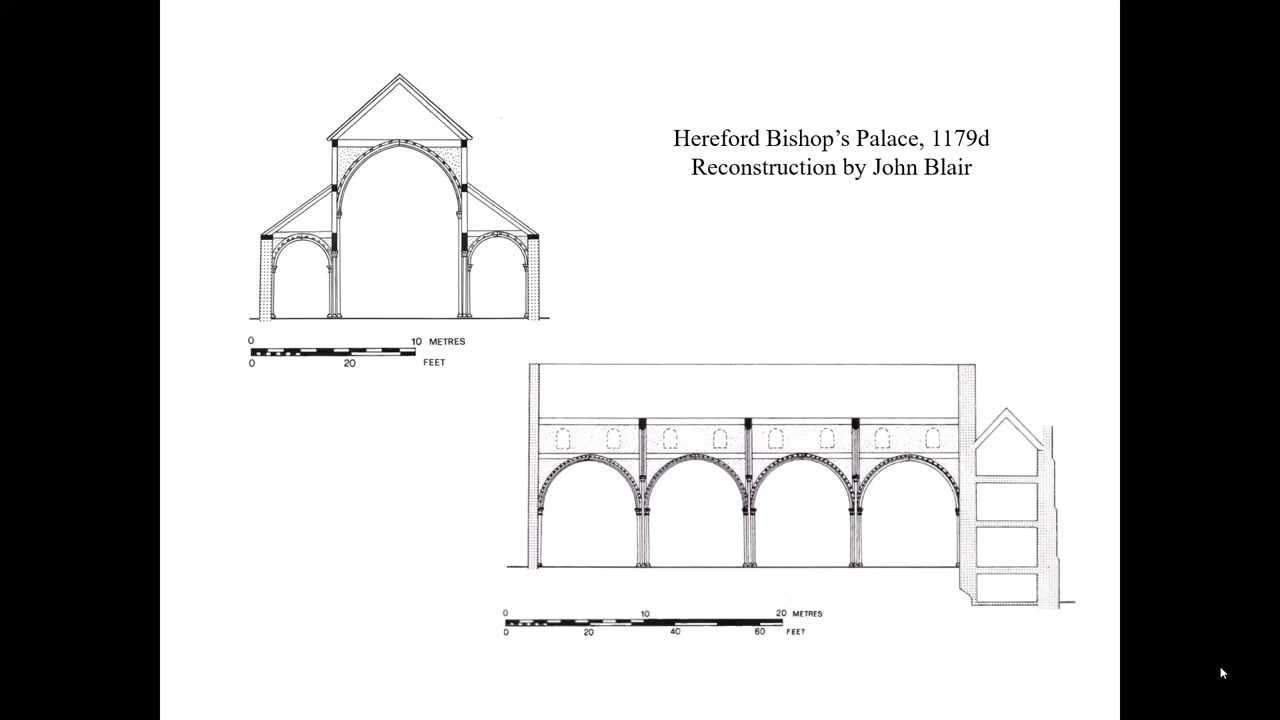 Hereford Bishop’s Palace, 1179d
Reconstruction by John Blair
0 10 METRES
0 20 FEET
0 10 20 METRES
0 20 40 60 FEET